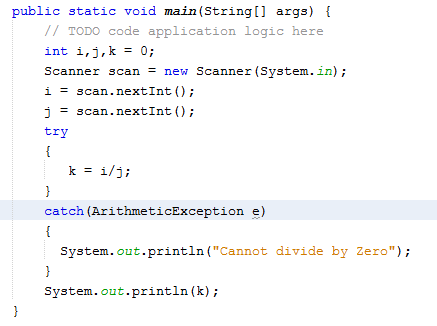 public static void main(String[] args) {
// TODO code application logic here
int i,j,k = 0;
Scanner scan = new Scanner(System.in);
i = scan.nextInt();
j = scan.nextInt();
try
{
k = i/j;
}
catch(ArithmeticException e)
{
System.out.println("Cannot divide by Zero");
}
System.out.println(k);
}